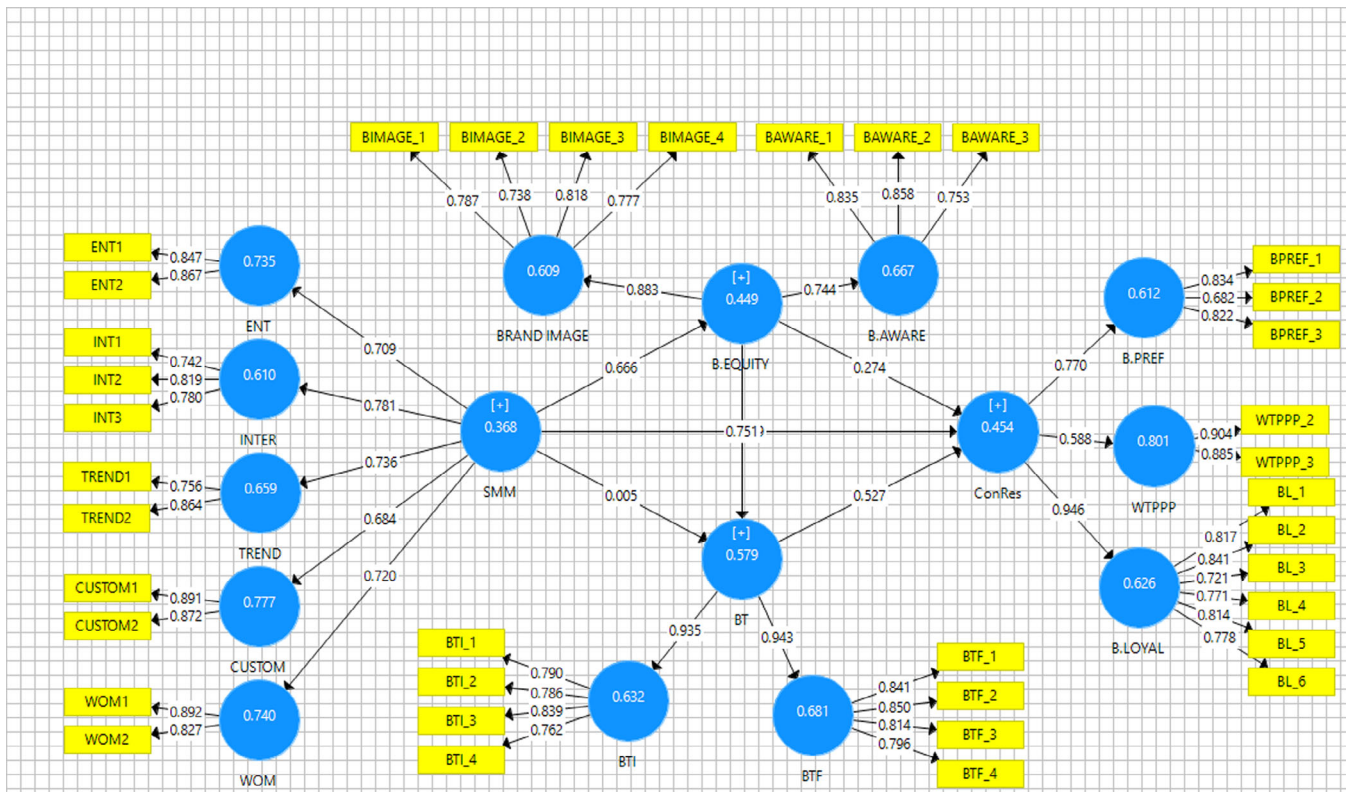 BIMAGE_1 BIMAGE_2 BIMAGE_3 BIMAGE_4 BAWARE_1 BAWARE_2 BAWARE_3
0.787 0.738 0.818 0.777 0.835 0.858 0.753
ENT1
ENT2
0.847
0.867
0.735
ENT
0.609
BRAND IMAGE
0.883
[+]
0.449
B.EQUITY
0.744
0.667
B.AWARE
0.612
B.PREF
0.834
0.682
0.822
BPREF_1
BPREF_2
BPREF_3
INT1
INT2
INT3
0.742
0.819
0.780
0.610
INTER
0.709
0.781
0.736
0.684
0.720
[+]
0.368
SMM
0.666
0.005
0.274
0.527
[+]
0.454
ConRes
0.770
0.588
0.946
0.801
WTPPP
0.904
0.885
WTPPP_2
WTPPP_3
TREND1
TREND2
0.756
0.864
0.659
TREND
[+]
0.579
BT
0.935
0.943
0.626
B.LOYAL
0.817
0.841
0.721
0.771
0.814
0.778
BL_1
BL_2
BL_3
BL_4
BL_5
BL_6
CUSTOM1
CUSTOM2
0.891
0.872
0.777
CUSTOM
WOM1
WOM2
0.892
0.827
0.740
WOM
BTI_1
BTI_2
BTI_3
BTI_4
0.790
0.786
0.839
0.762
0.632
BTI
0.681
BTF
0.841
0.850
0.814
0.796
BTF_1
BTF_2
BTF_3
BTF_4